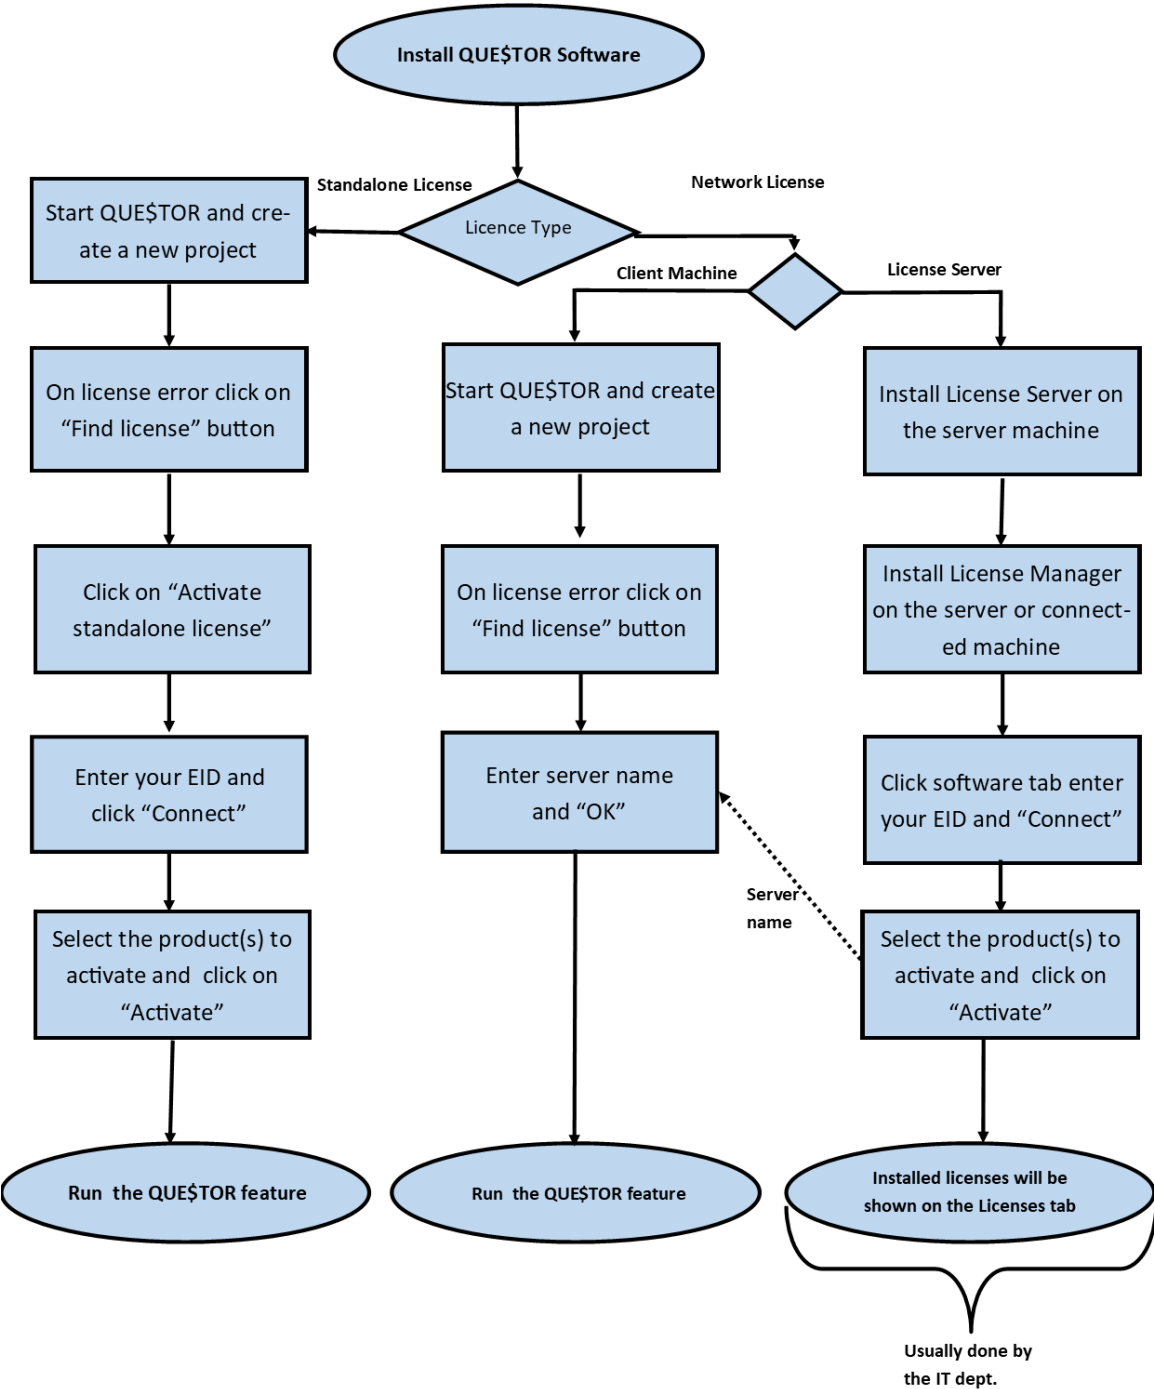 Install QUE$TOR Software
Standalone License
Network License
Licence Type
Start QUE$TOR and cre-
ate a new project
Client Machine
License Server
On license error click on
“Find license” button
Start QUE$TOR and create
a new project
Install License Server on
the server machine
Click on “Activate
standalone license”
On license error click on
“Find license” button
Install License Manager
on the server or connect-
ed machine
Enter your EID and
click “Connect”
Enter server name
and “OK”
Click software tab enter
your EID and “Connect”
Server
name
Select the product(s) to
activate and  click on
“Activate”
Select the product(s) to
activate and  click on
“Activate”
Run  the QUE$TOR feature
Run  the QUE$TOR feature
Installed licenses will be
shown on the Licenses tab
Usually done by
the IT dept.